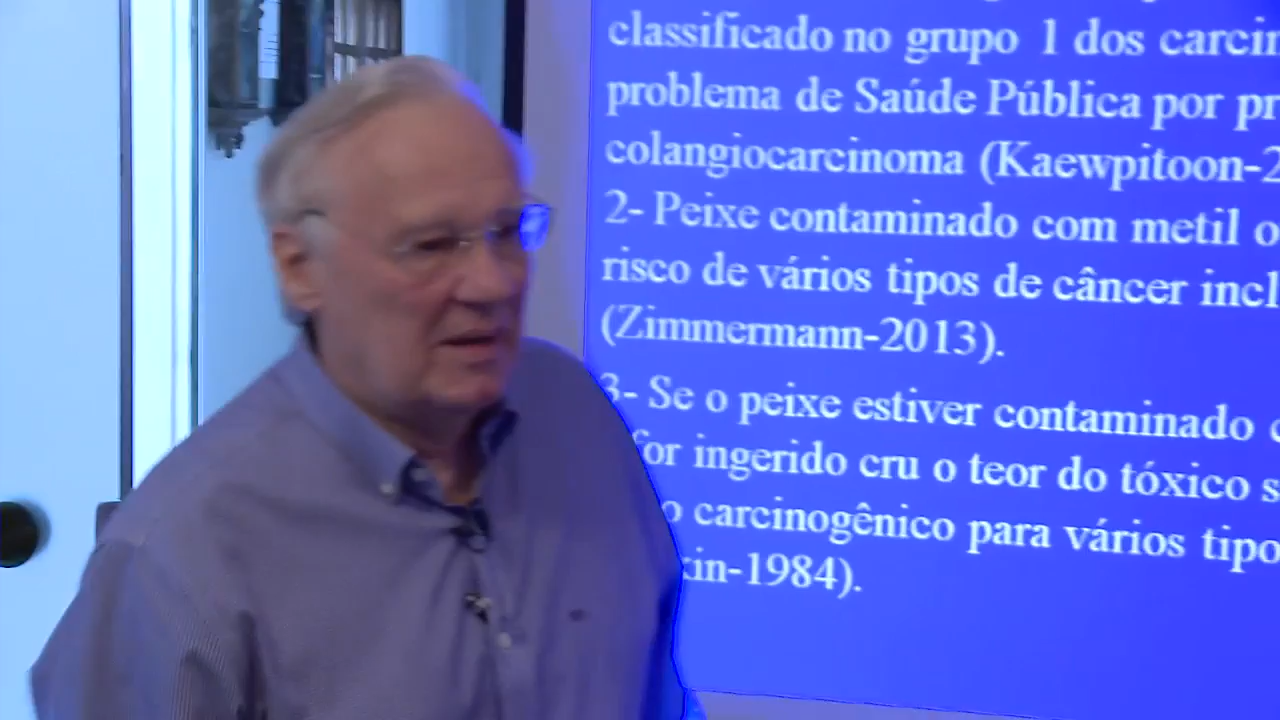 classificado no grupo 1 dos
problema de Saúde Pública por
colangiocarcinoma (Kaewpitoon-2
2- Peixe contaminado com metil
risco de vários tipos de câncer
(Zimmermann-2013).
3- Se o peixe estiver contaminado
for ingerido cru o teor do tóxico
o carcinogênico para vários
kin-1984).